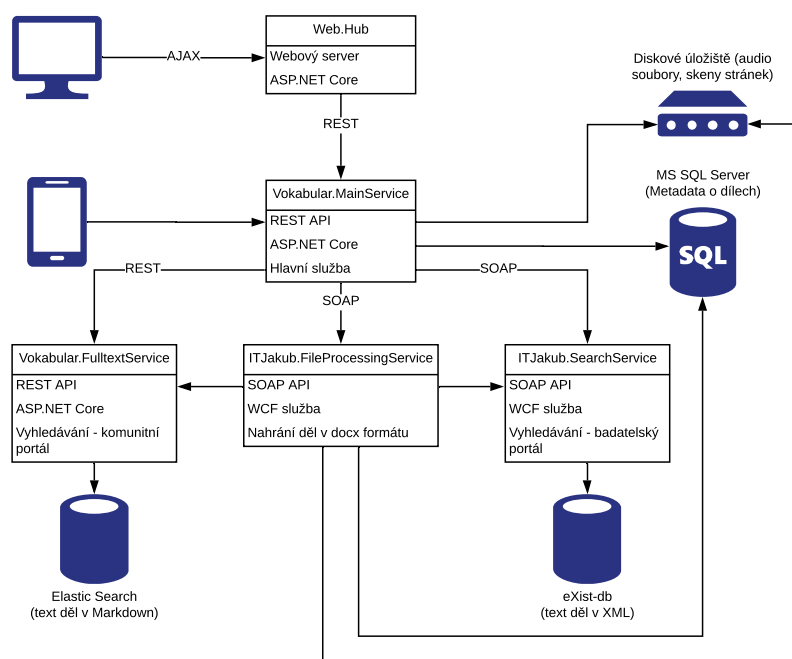 Web.Hub
AJAX
Webový server
ASP.NET Core
Diskové úložiště (audio
soubory, skeny stránek)
REST
MS SQL Server
(Metadata o dílech)
Vokabular.MainService
REST API
ASP.NET Core
Hlavní služba
SQL
REST
SOAP
SOAP
Vokabular.FulltextService
REST API
ASP.NET Core
Vyhledávání - komunitní
portál
ITJakub.FileProcessingService
SOAP API
WCF služba
Nahrání děl v docx formátu
ITJakub.SearchService
SOAP API
WCF služba
Vyhledávání - badatelský
portál
Elastic Search
(text děl v Markdown)
eXist-db
(text děl v XML)